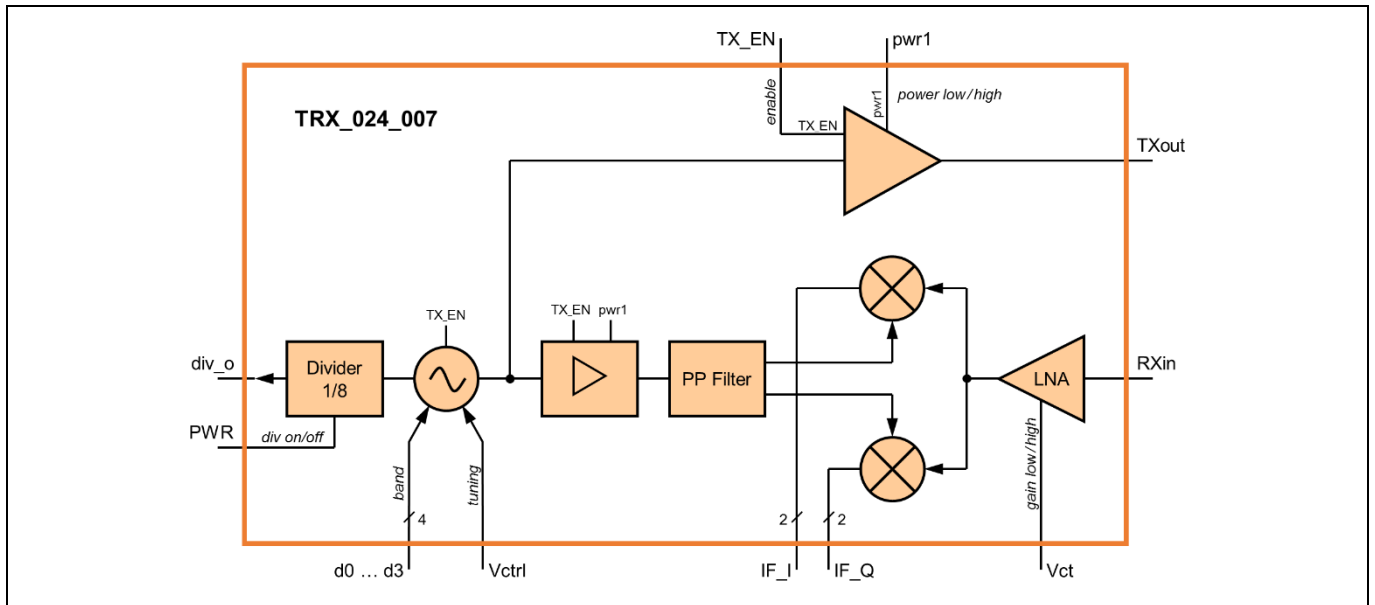 TX_EN
pwr1
enable
pwr1
power low/high
TRX_024_007
TX_EN
TXout
TX_EN
TX_EN
pwr1
div_o
Divider
1/8
PP Filter
LNA
RXin
PWR
div on/off
band
tuning
gain low/high
4
2
2
d0 ... d3
Vctrl
IF_I
IF_Q
Vct